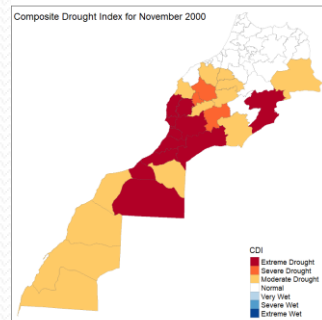 Composite Drought Index for November 2000
CDI
Extreme Drought
Severe Drought
Moderate Drought
Normal
Very Wet
Severe Wet
Extreme Wet